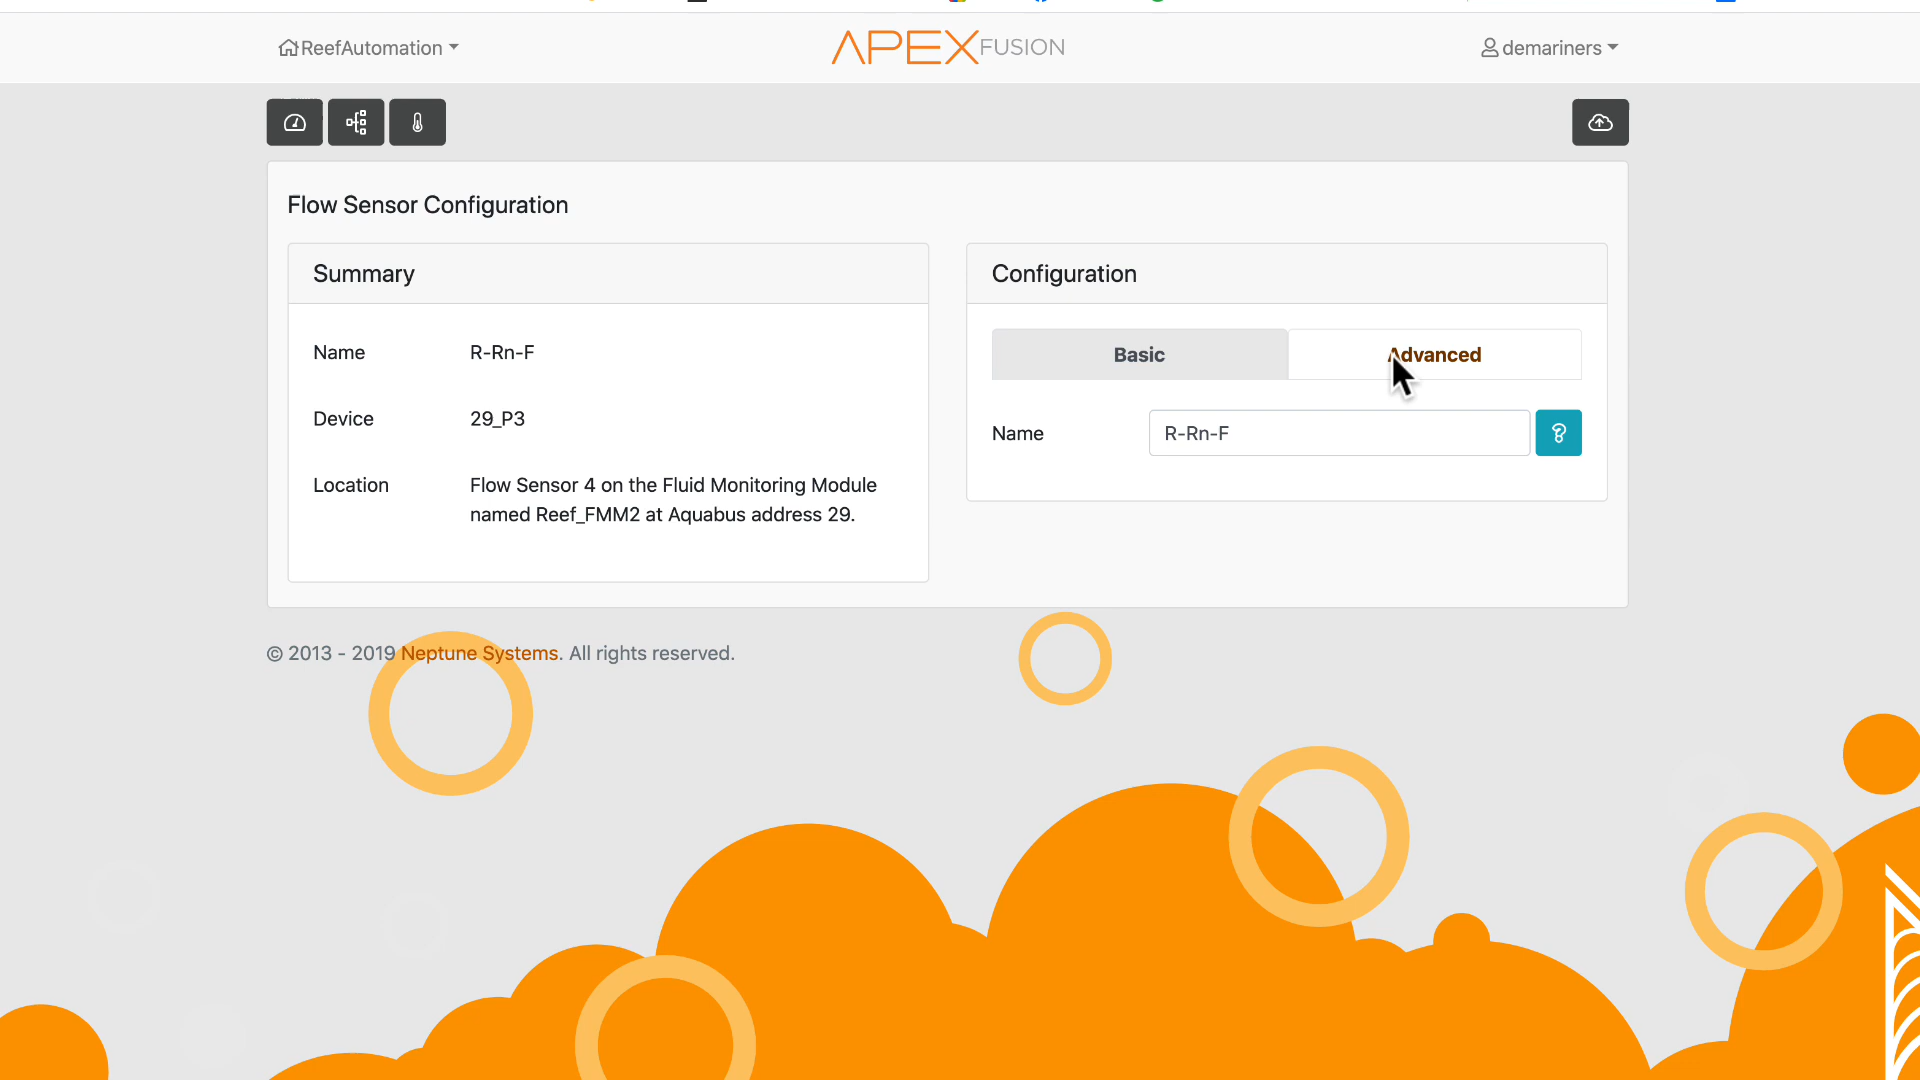 ReefAutomation
APEX FUSION
demariners
Flow Sensor Configuration
Summary
Name R-Rn-F
Device 29_P3
Location Flow Sensor 4 on the Fluid Monitoring Module
named Reef_FMM2 at Aquabus address 29.
Configuration
Basic Advanced
Name R-Rn-F ?
© 2013 - 2019 Neptune Systems. All rights reserved.